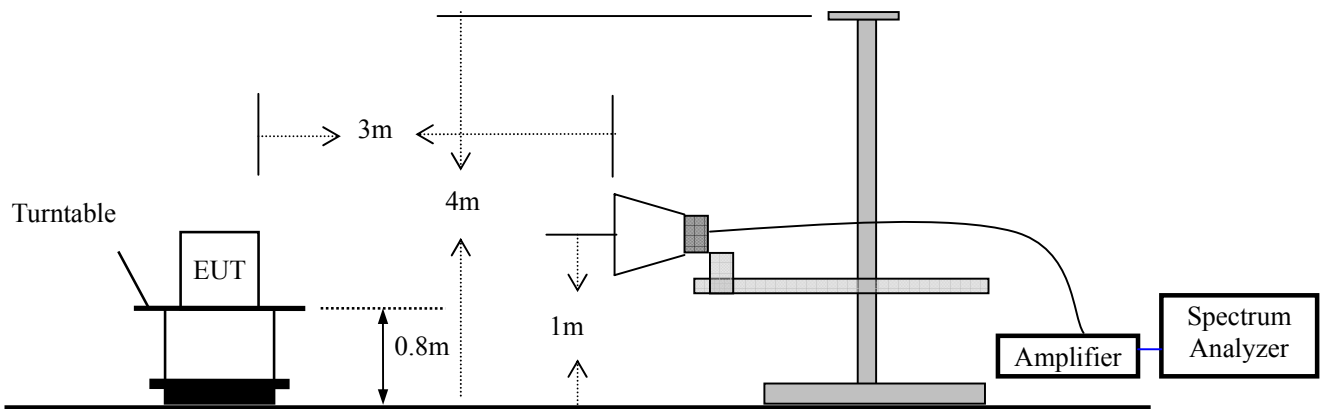 3m
4m
Turntable
EUT
1m
0.8m
Spectrum
Analyzer
Amplifier